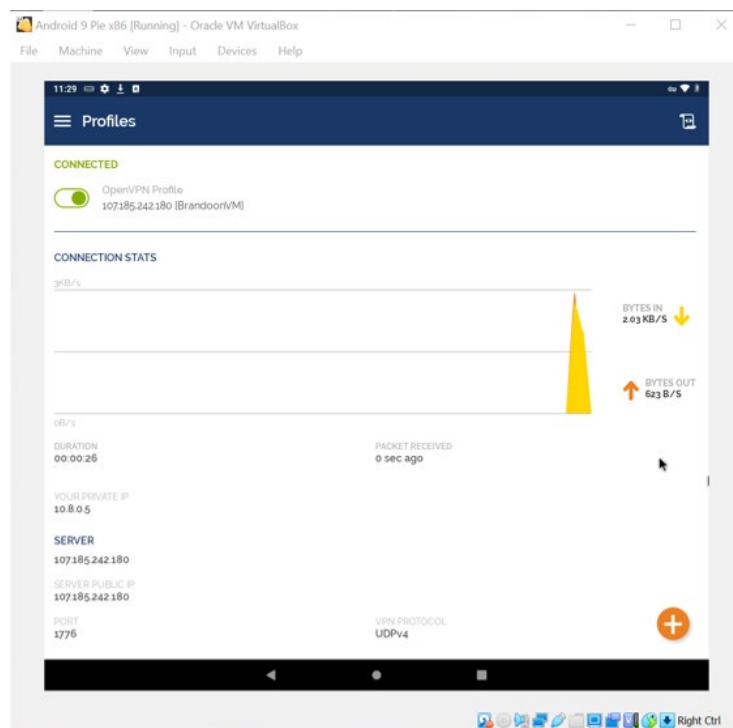 Android 9 Pie x86 [Running] - Oracle VM VirtualBox
File Machine View Input Devices Help
11:29
Profiles
CONNECTED
OpenVPN Profile
107.185.242.180 [BrandoonVM]
CONNECTION STATS
3KB/s
BYTES IN
2.03 KB/S
BYTES OUT
623 B/S
0B/s
DURATION
00:00:26
PACKET RECEIVED
0 sec ago
YOUR PRIVATE IP
10.8.0.5
SERVER
107.185.242.180
SERVER PUBLIC IP
107.185.242.180
PORT
1776
VPN PROTOCOL
UDPv4
Right Ctrl